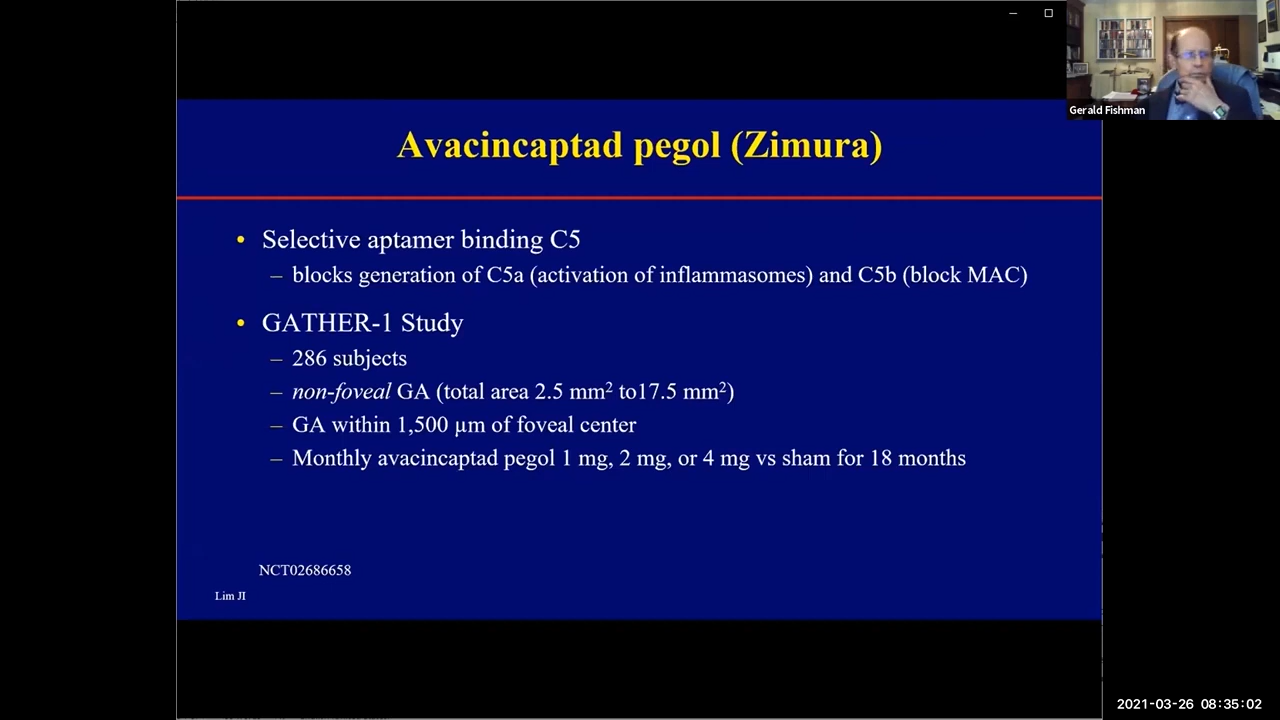 Gerald Fishman
Avacincaptad pegol (Zimura)
• Selective aptamer binding C5
– blocks generation of C5a (activation of inflammasomes) and C5b (block MAC)
• GATHER-1 Study
– 286 subjects
– non-foveal GA (total area 2.5 mm² to17.5 mm²)
– GA within 1,500 µm of foveal center
– Monthly avacincaptad pegol 1 mg, 2 mg, or 4 mg vs sham for 18 months
NCT02686658
Lim JI
2021-03-26 08:35:02